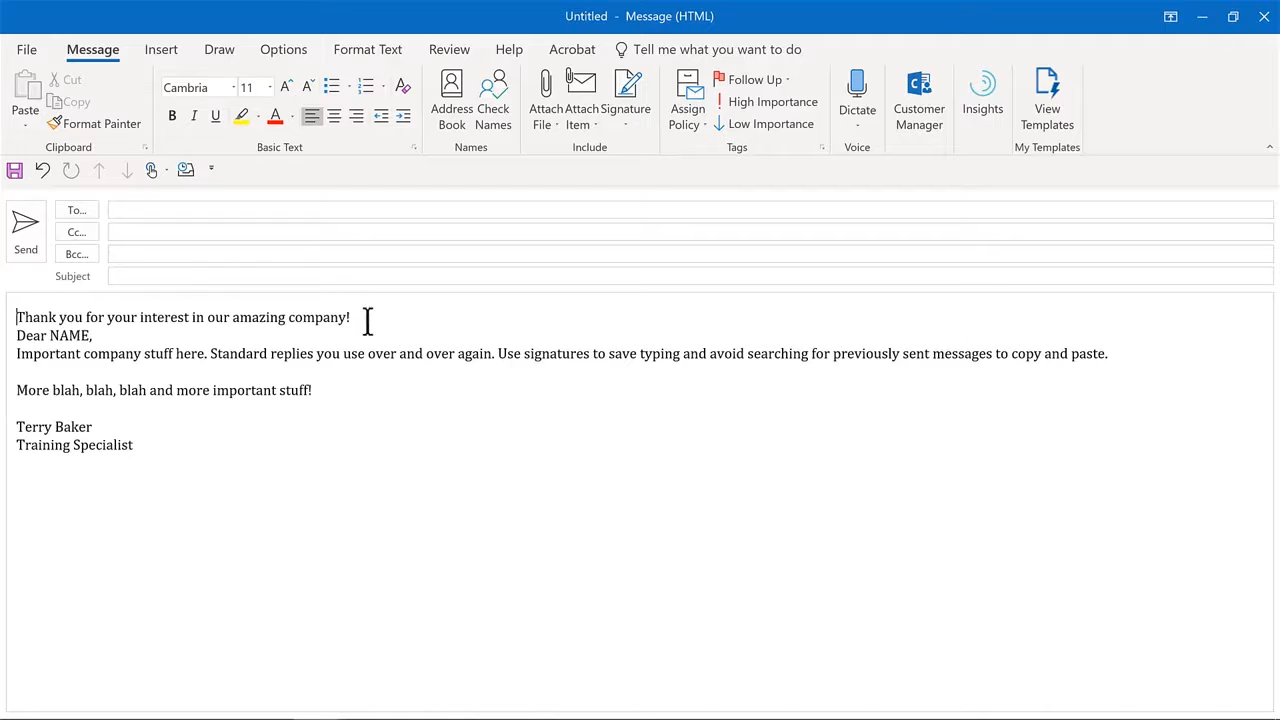 Untitled - Message (HTML)
File Message Insert Draw Options Format Text Review Help Acrobat Tell me what you want to do
Paste
Cut
Copy
Format Painter
Clipboard
Cambria 11
B I U A
Basic Text
Address Book
Check Names
Names
Attach File
Attach Item
Signature
Include
Assign Policy
Follow Up
High Importance
Low Importance
Tags
Dictate
Voice
Customer Manager
Insights
View Templates
My Templates
Send
To...
Cc...
Bcc...
Subject
Thank you for your interest in our amazing company!
Dear NAME,
Important company stuff here. Standard replies you use over and over again. Use signatures to save typing and avoid searching for previously sent messages to copy and paste.
More blah, blah, blah and more important stuff!
Terry Baker
Training Specialist